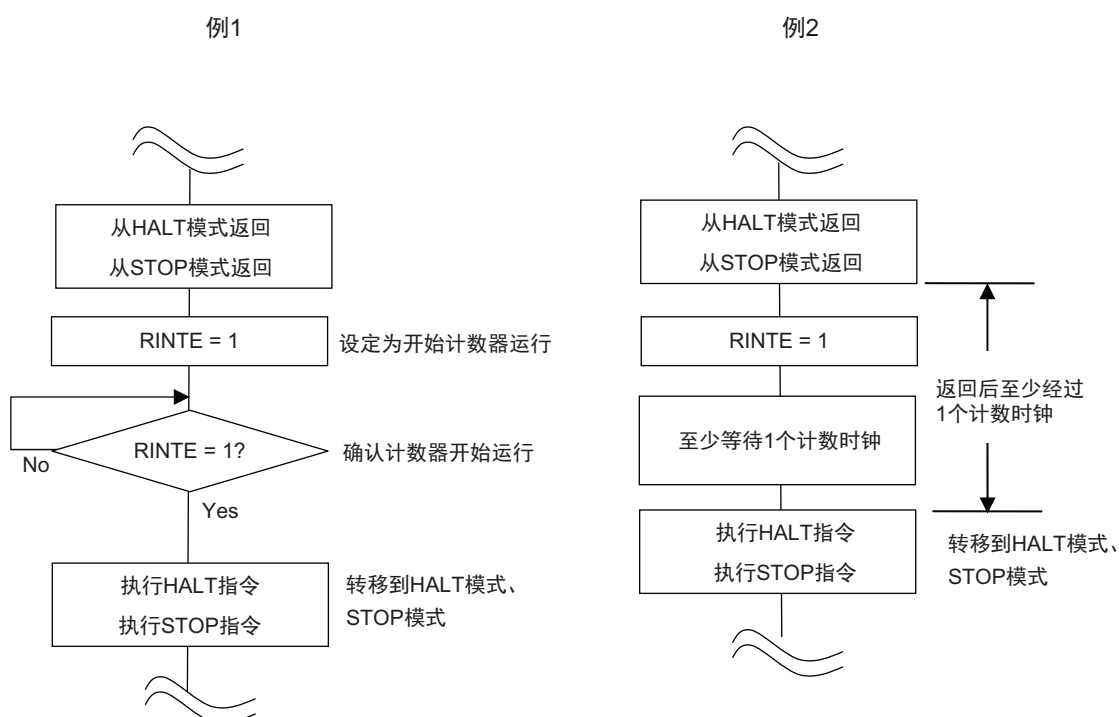 例1
从HALT模式返回
从STOP模式返回
RINTE = 1
设定为开始计数器运行
RINTE = 1?
确认计数器开始运行
No
Yes
执行HALT指令
执行STOP指令
转移到HALT模式、
STOP模式
例2
从HALT模式返回
从STOP模式返回
RINTE = 1
至少等待1个计数时钟
返回后至少经过
1个计数时钟
执行HALT指令
执行STOP指令
转移到HALT模式、
STOP模式